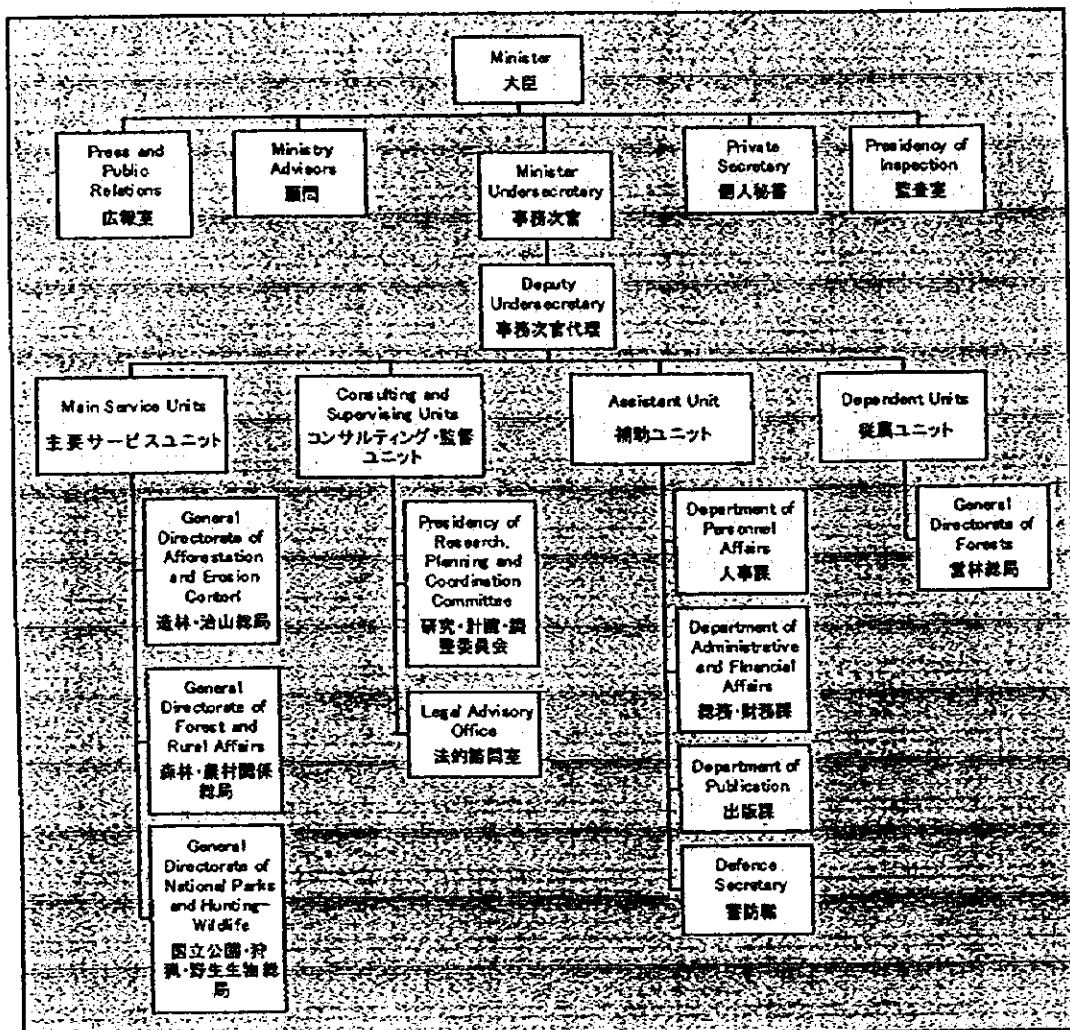 Minister
大臣
Press and
Public
Relations
広報室
Ministry
Advisors
顧問
Minister
Undersecretary
事務次官
Private
Secretary
個人秘書
Presidency of
Inspection
監査室
Deputy
Undersecretary
事務次官代理
Main Service Units
主要サービスユニット
Consulting and
Supervising Units
コンサルティング・監督
ユニット
Assistant Unit
補助ユニット
Dependent Units
従属ユニット
General
Directorate of
Afforestation
and Erosion
Contorl
造林・治山総局
General
Directorate of
Forest and
Rural Affairs
森林・農村関係
総局
General
Directorate of
National Parks
and Hunting-
Wildlife
国立公園・狩
猟・野生生物総
局
Presidency of
Research,
Planning and
Coordination
Committee
研究・計画・調
整委員会
Legal Advisory
Office
法的諮問室
Department of
Personnel
Affairs
人事課
Department of
Administrative
and Financial
Affairs
総務・財務課
Department of
Publication
出版課
Defence
Secretary
警防職
General
Directorate of
Forests
営林総局